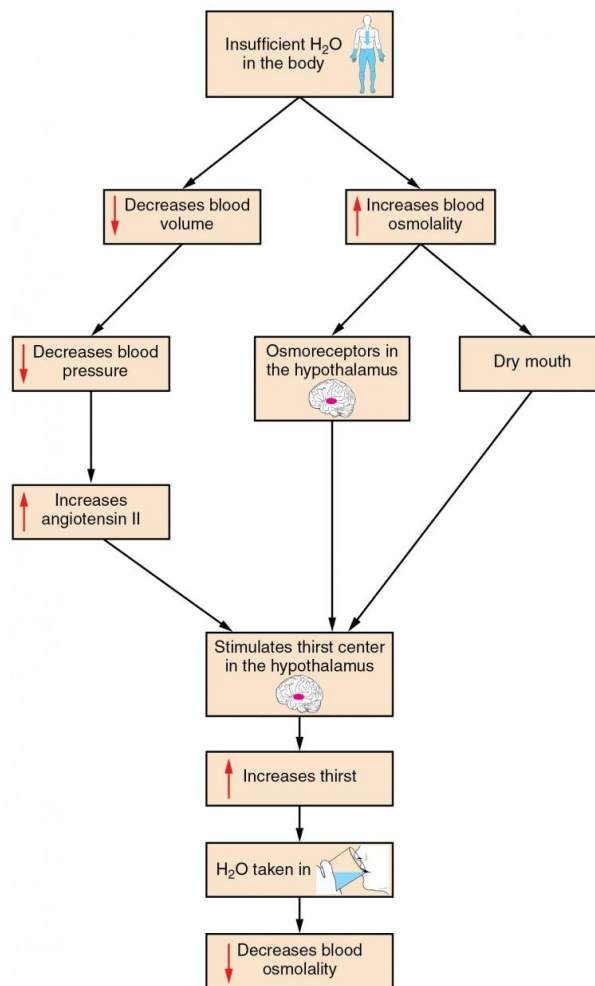 Insufficient H₂O
in the body
Decreases blood
volume
Increases blood
osmolality
Decreases blood
pressure
Osmoreceptors in
the hypothalamus
Dry mouth
Increases
angiotensin II
Stimulates thirst center
in the hypothalamus
Increases thirst
H₂O taken in
Decreases blood
osmolality